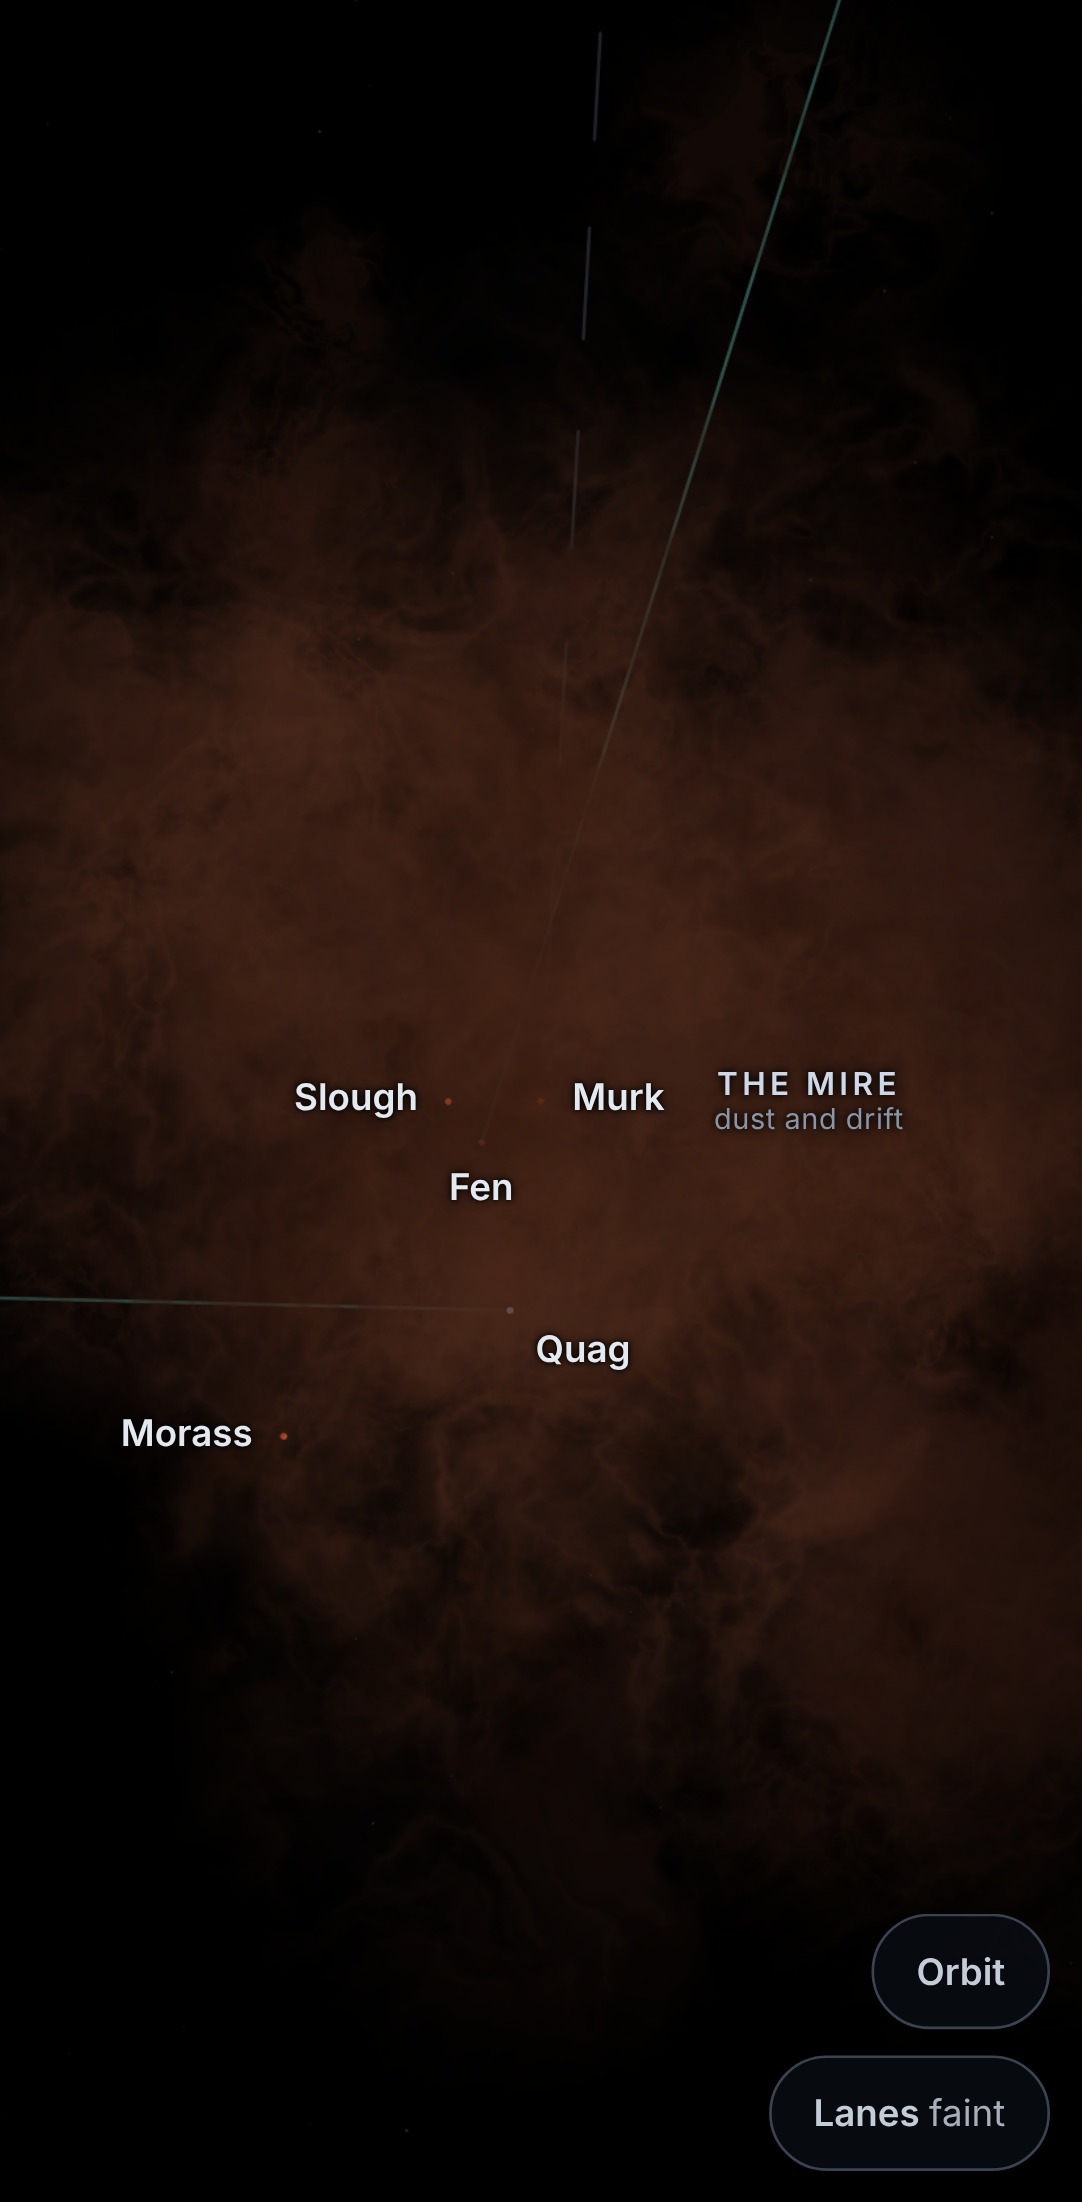 Slough
Murk
THE MIRE
dust and drift
Fen
Quag
Morass
Orbit
Lanes faint